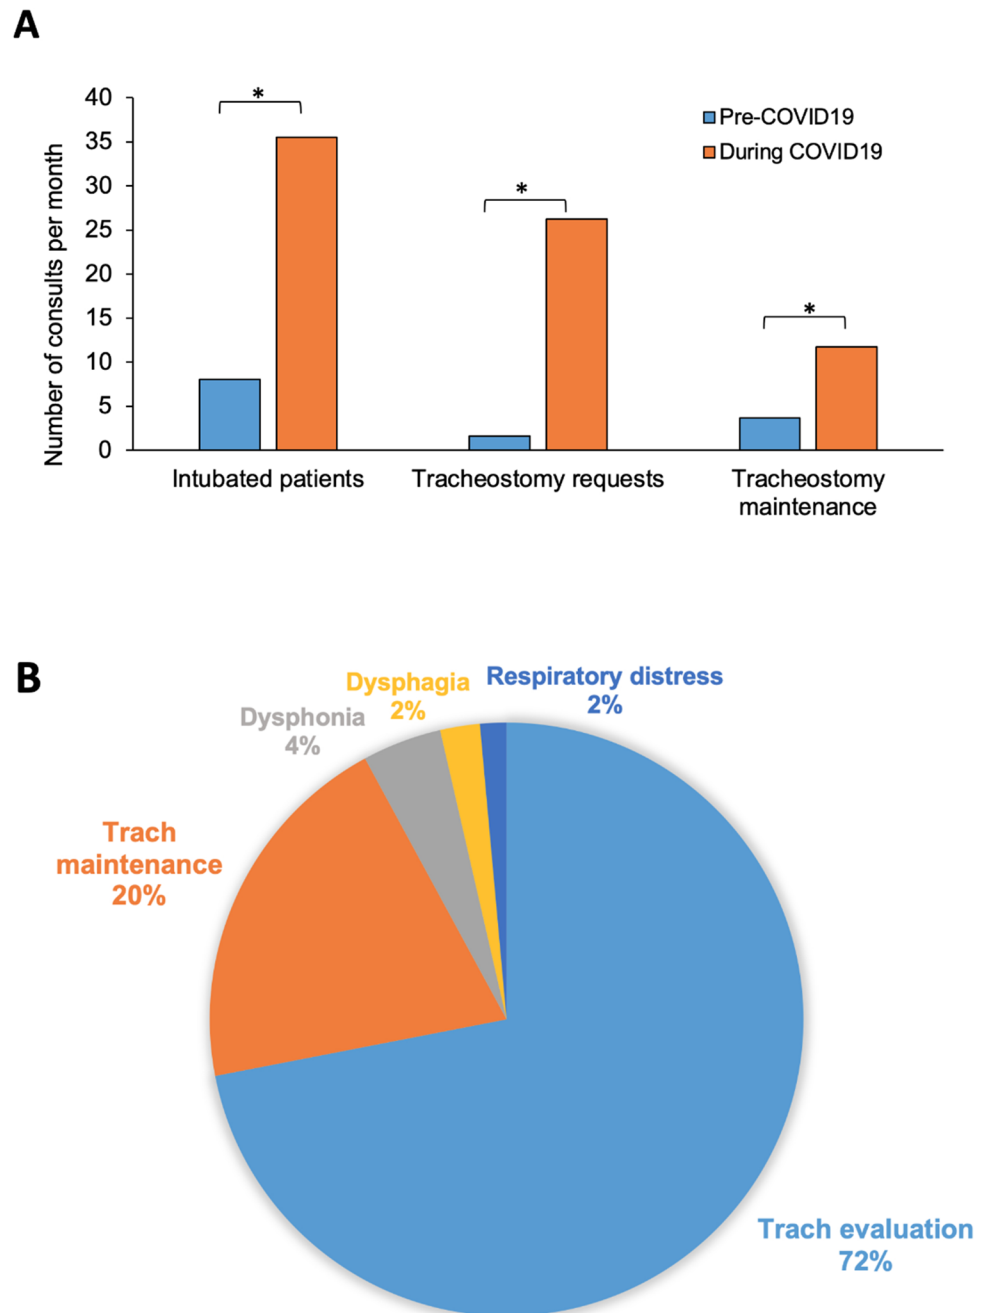 A
40
35
30
25
20
15
10
5
0
Number of consults per month
*
*
*
Pre-COVID19
During COVID19
Intubated patients
Tracheostomy requests
Tracheostomy
maintenance
B
Dysphagia
2%
Respiratory distress
2%
Dysphonia
4%
Trach
maintenance
20%
Trach evaluation
72%